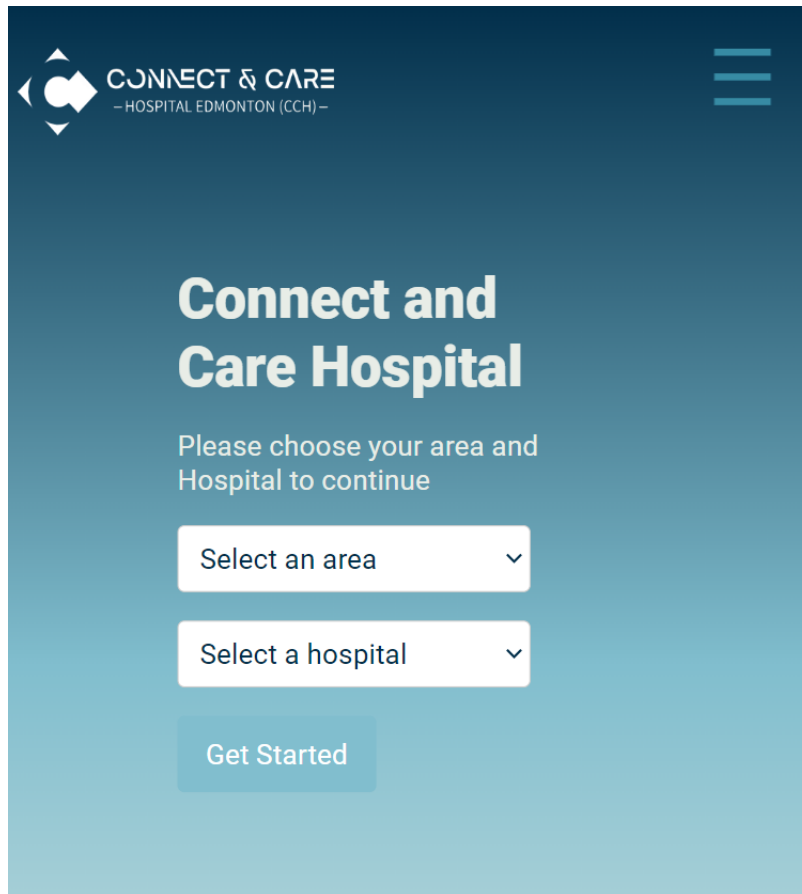 CONNECT & CARE
– HOSPITAL EDMONTON (CCH) –
Connect and
Care Hospital
Please choose your area and
Hospital to continue
Select an area
Select a hospital
Get Started